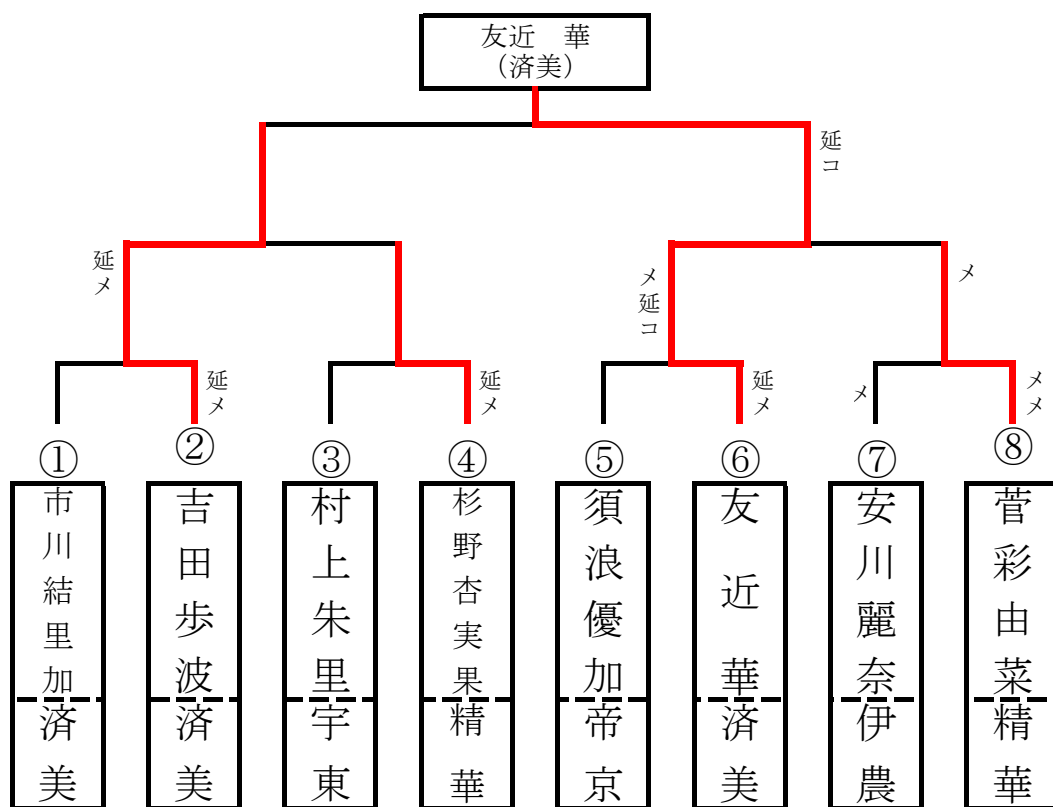 友近　華
（済美）
延コ
延メ
メ延コ
メ
延メ
延メ
延メ
メ
メメ
①
②
③
④
⑤
⑥
⑦
⑧
市川結里加
吉田歩波
村上朱里
杉野杏実果
須浪優加
友近華
安川麗奈
菅彩由菜
済美
済美
宇東
精華
帝京
済美
伊農
精華